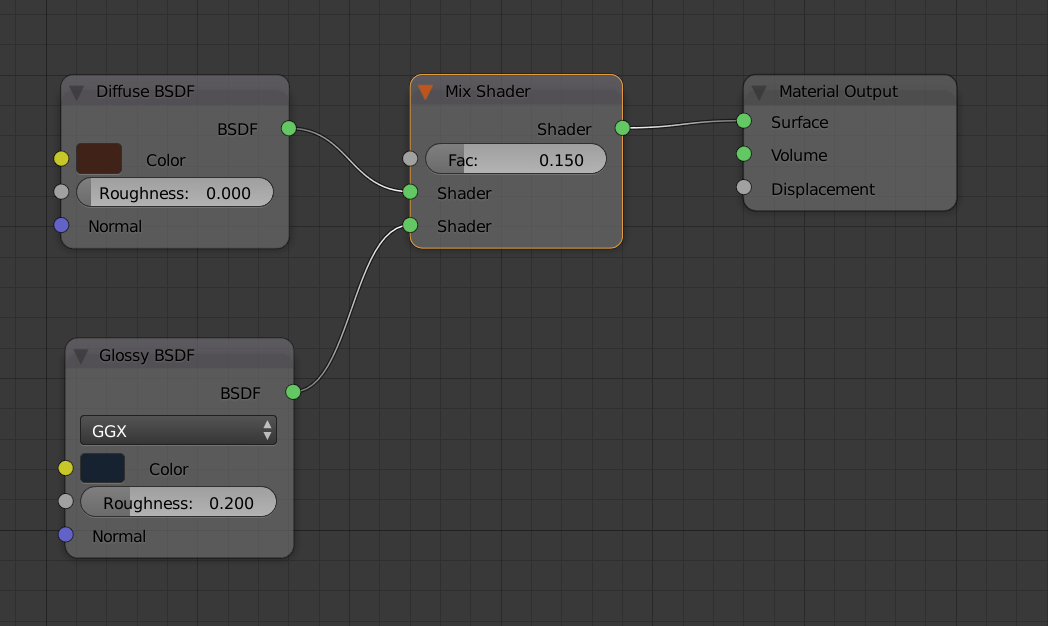 Diffuse BSDF
BSDF
Color
Roughness: 0.000
Normal
Mix Shader
Shader
Fac: 0.150
Shader
Shader
Material Output
Surface
Volume
Displacement
Glossy BSDF
BSDF
GGX
Color
Roughness: 0.200
Normal